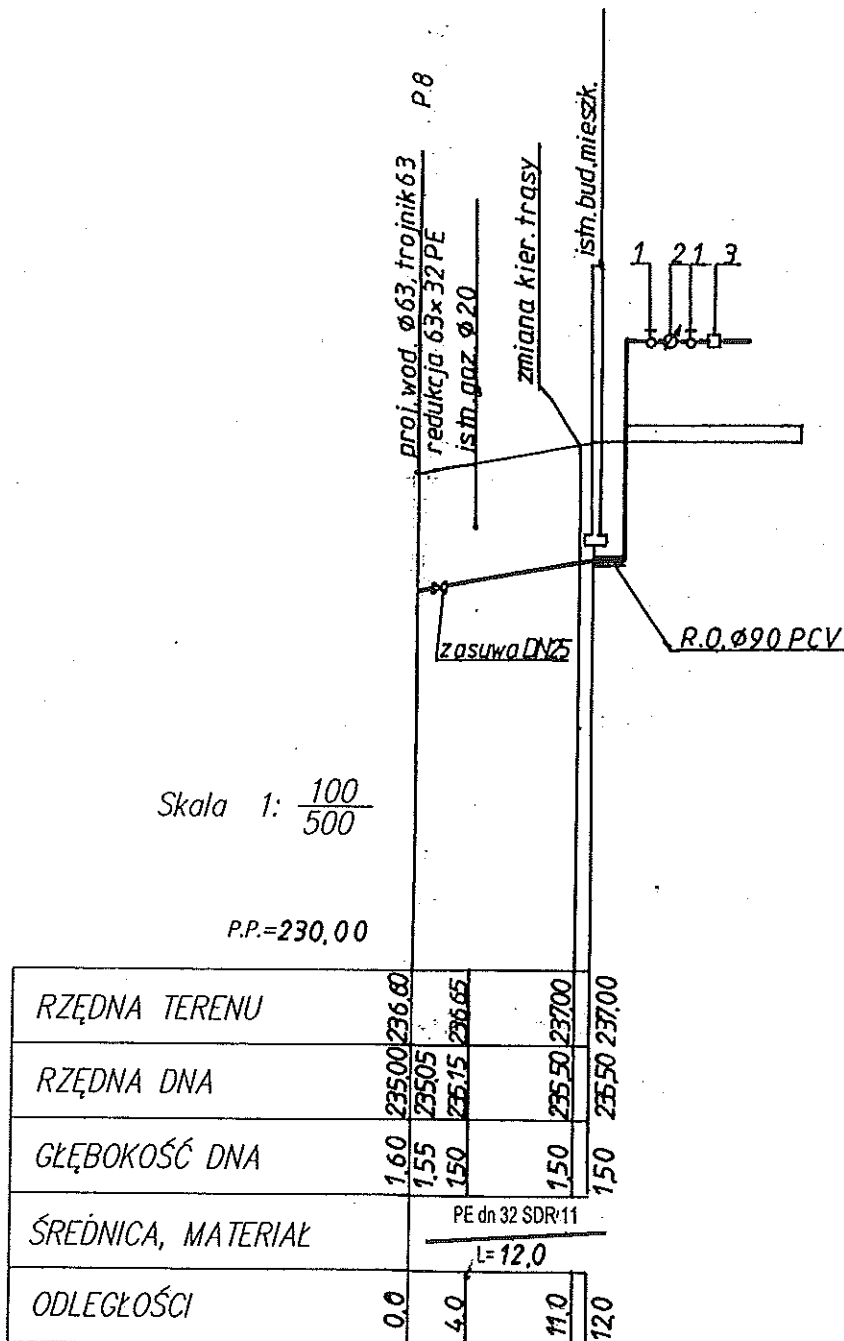 P.8
proj. wod. Ø63, trojnik 63
redukcja 63×32 PE
istn. gaz. Ø20
zmiana kier. trasy
istn. bud. mieszk.
1 2 1 3
zasuwa DN25
R.O. Ø90 PCV
Skala 1: 100
500
P.P.=230,00
RZĘDNA TERENU 236,60 236,65 237,00 237,00
RZĘDNA DNA 235,00 235,05 235,15 235,50 235,50
GŁĘBOKOŚĆ DNA 1,60 1,55 1,50 1,50 1,50
ŚREDNICA, MATERIAŁ PE dn 32 SDR 11
L= 12,0
ODLEGŁOŚCI 0,0 4,0 11,0 12,0